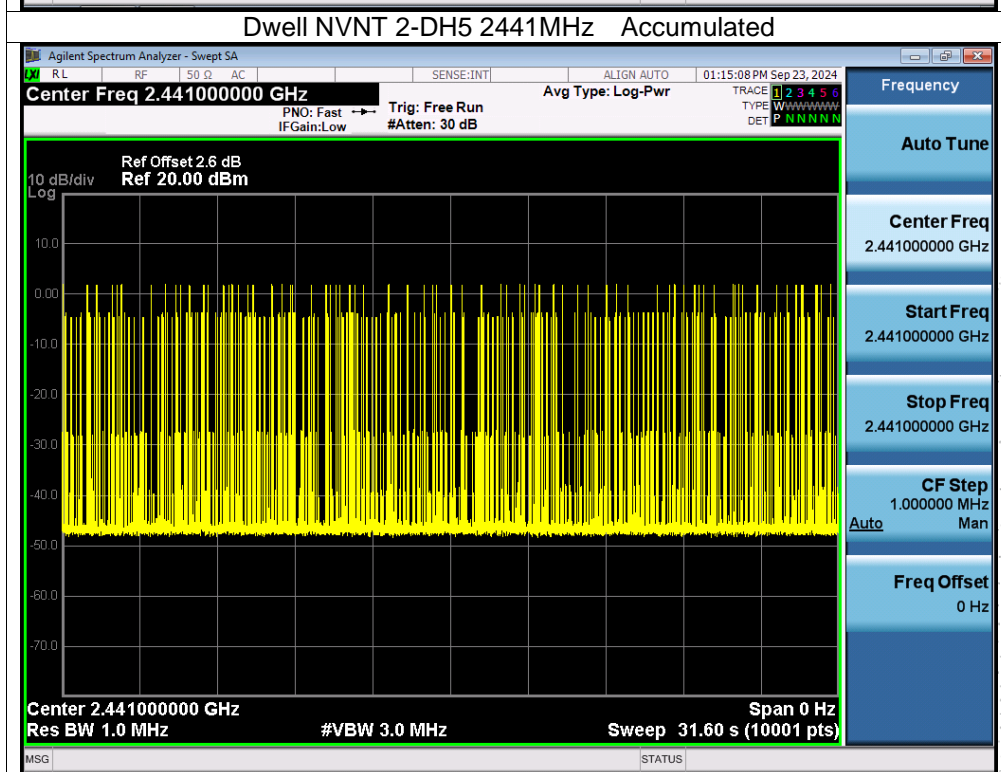 Dwell NVNT 2-DH5 2441MHz Accumulated
Agilent Spectrum Analyzer - Swept SA
LXI RL RF 50 Ω AC SENSE:INT ALIGN AUTO 01:15:08 PM Sep 23, 2024
Center Freq 2.441000000 GHz Avg Type: Log-Pwr TRACE 1 2 3 4 5 6
PNO: Fast Trig: Free Run TYPE WWWWWW
IFGain:Low #Atten: 30 dB DET P N N N N N
Frequency
Auto Tune
Ref Offset 2.6 dB
10 dB/div Ref 20.00 dBm
Log
10.0
0.00
-10.0
-20.0
-30.0
-40.0
-50.0
-60.0
-70.0
Center Freq
2.441000000 GHz
Start Freq
2.441000000 GHz
Stop Freq
2.441000000 GHz
CF Step
1.000000 MHz
Auto Man
Freq Offset
0 Hz
Center 2.441000000 GHz Span 0 Hz
Res BW 1.0 MHz #VBW 3.0 MHz Sweep 31.60 s (10001 pts)
MSG STATUS